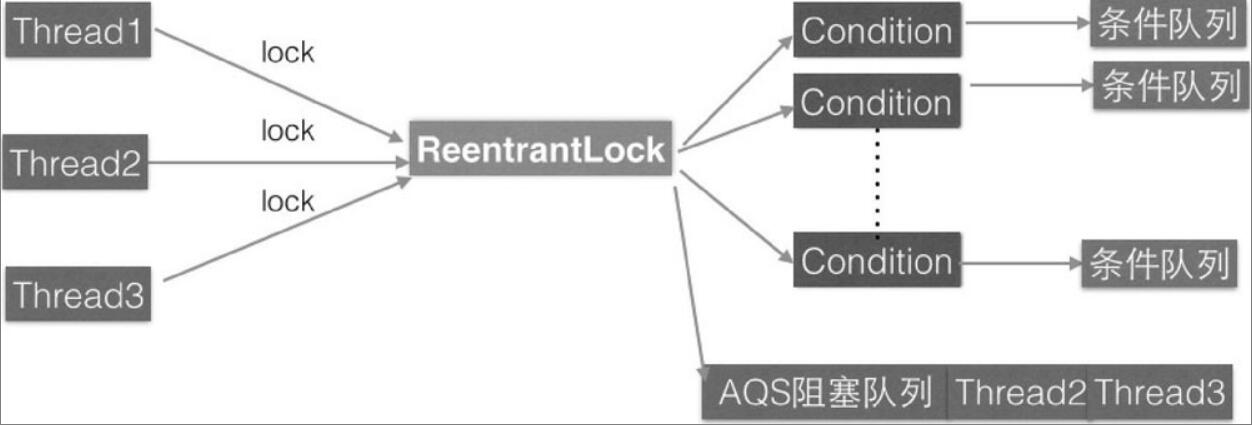 Thread1
lock
Condition
条件队列
Condition
条件队列
Thread2
lock
ReentrantLock
Thread3
lock
Condition
条件队列
AQS阻塞队列 Thread2 Thread3